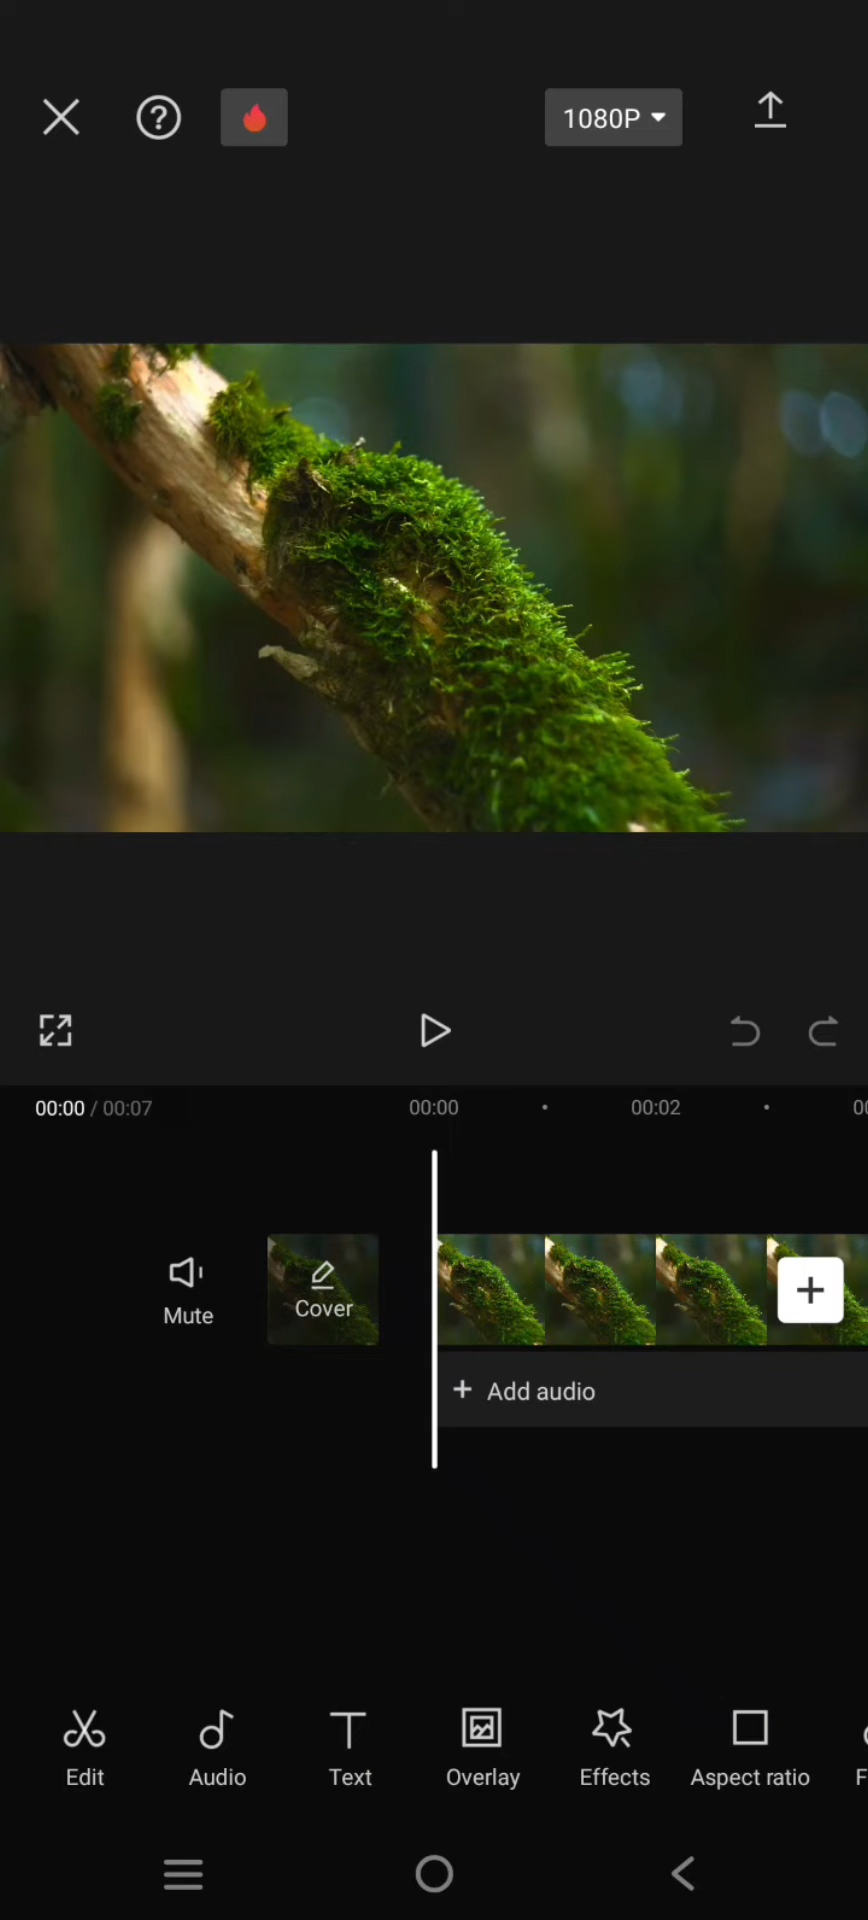 1080P
00:00 / 00:07
00:00
00:02
Mute
Cover
+ Add audio
Edit
Audio
Text
Overlay
Effects
Aspect ratio